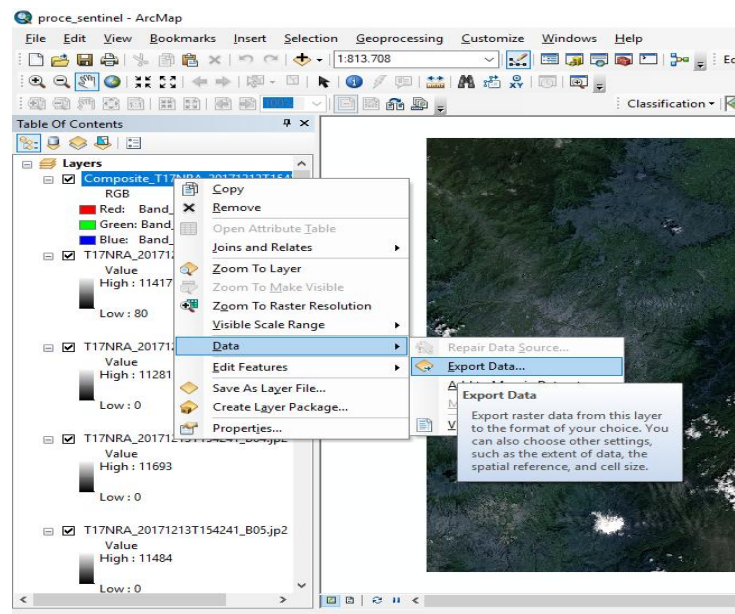 proce_sentinel - ArcMap
File Edit View Bookmarks Insert Selection Geoprocessing Customize Windows Help
1:813.708
100%
Classification
Table Of Contents
Layers
Composite_T17NRA_20171213T154
RGB
Red: Band_
Green: Band_
Blue: Band_
T17NRA_20171
Value
High : 11417
Low : 80
T17NRA_20171
Value
High : 11281
Low : 0
T17NRA_20171213T154241_B04.jp2
Value
High : 11693
Low : 0
T17NRA_20171213T154241_B05.jp2
Value
High : 11484
Low : 0
Copy
Remove
Open Attribute Table
Joins and Relates
Zoom To Layer
Zoom To Make Visible
Zoom To Raster Resolution
Visible Scale Range
Data
Edit Features
Save As Layer File...
Create Layer Package...
Properties...
Repair Data Source...
Export Data...
Export Data
Export raster data from this layer
to the format of your choice. You
can also choose other settings,
such as the extent of data, the
spatial reference, and cell size.